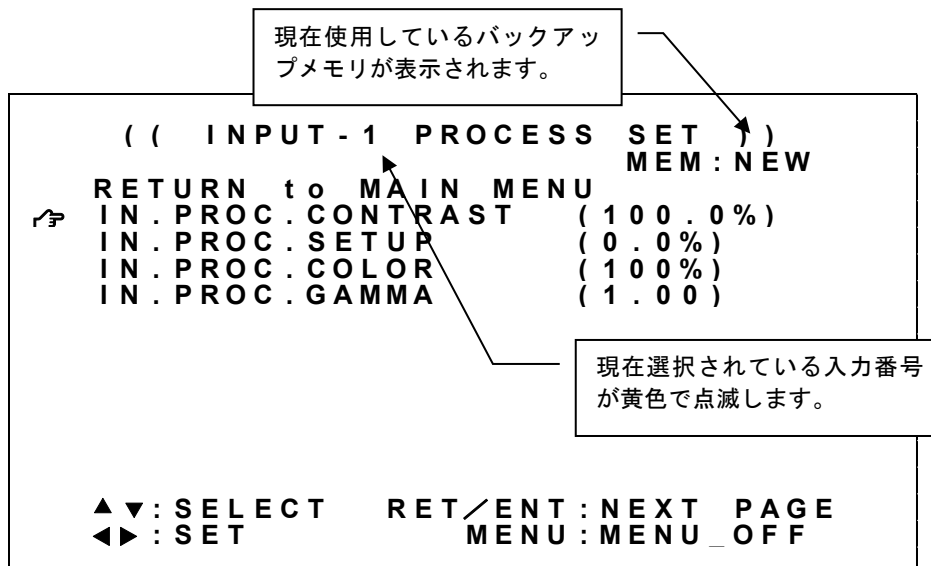 現在使用しているバックアッ
プメモリが表示されます。
(( INPUT-1 PROCESS SET ))
MEM:NEW
RETURN to MAIN MENU
IN.PROC.CONTRAST (100.0%)
IN.PROC.SETUP (0.0%)
IN.PROC.COLOR (100%)
IN.PROC.GAMMA (1.00)
現在選択されている入力番号
が黄色で点滅します。
▲▼:SELECT RET/ENT:NEXT PAGE
◀▶:SET MENU:MENU_OFF